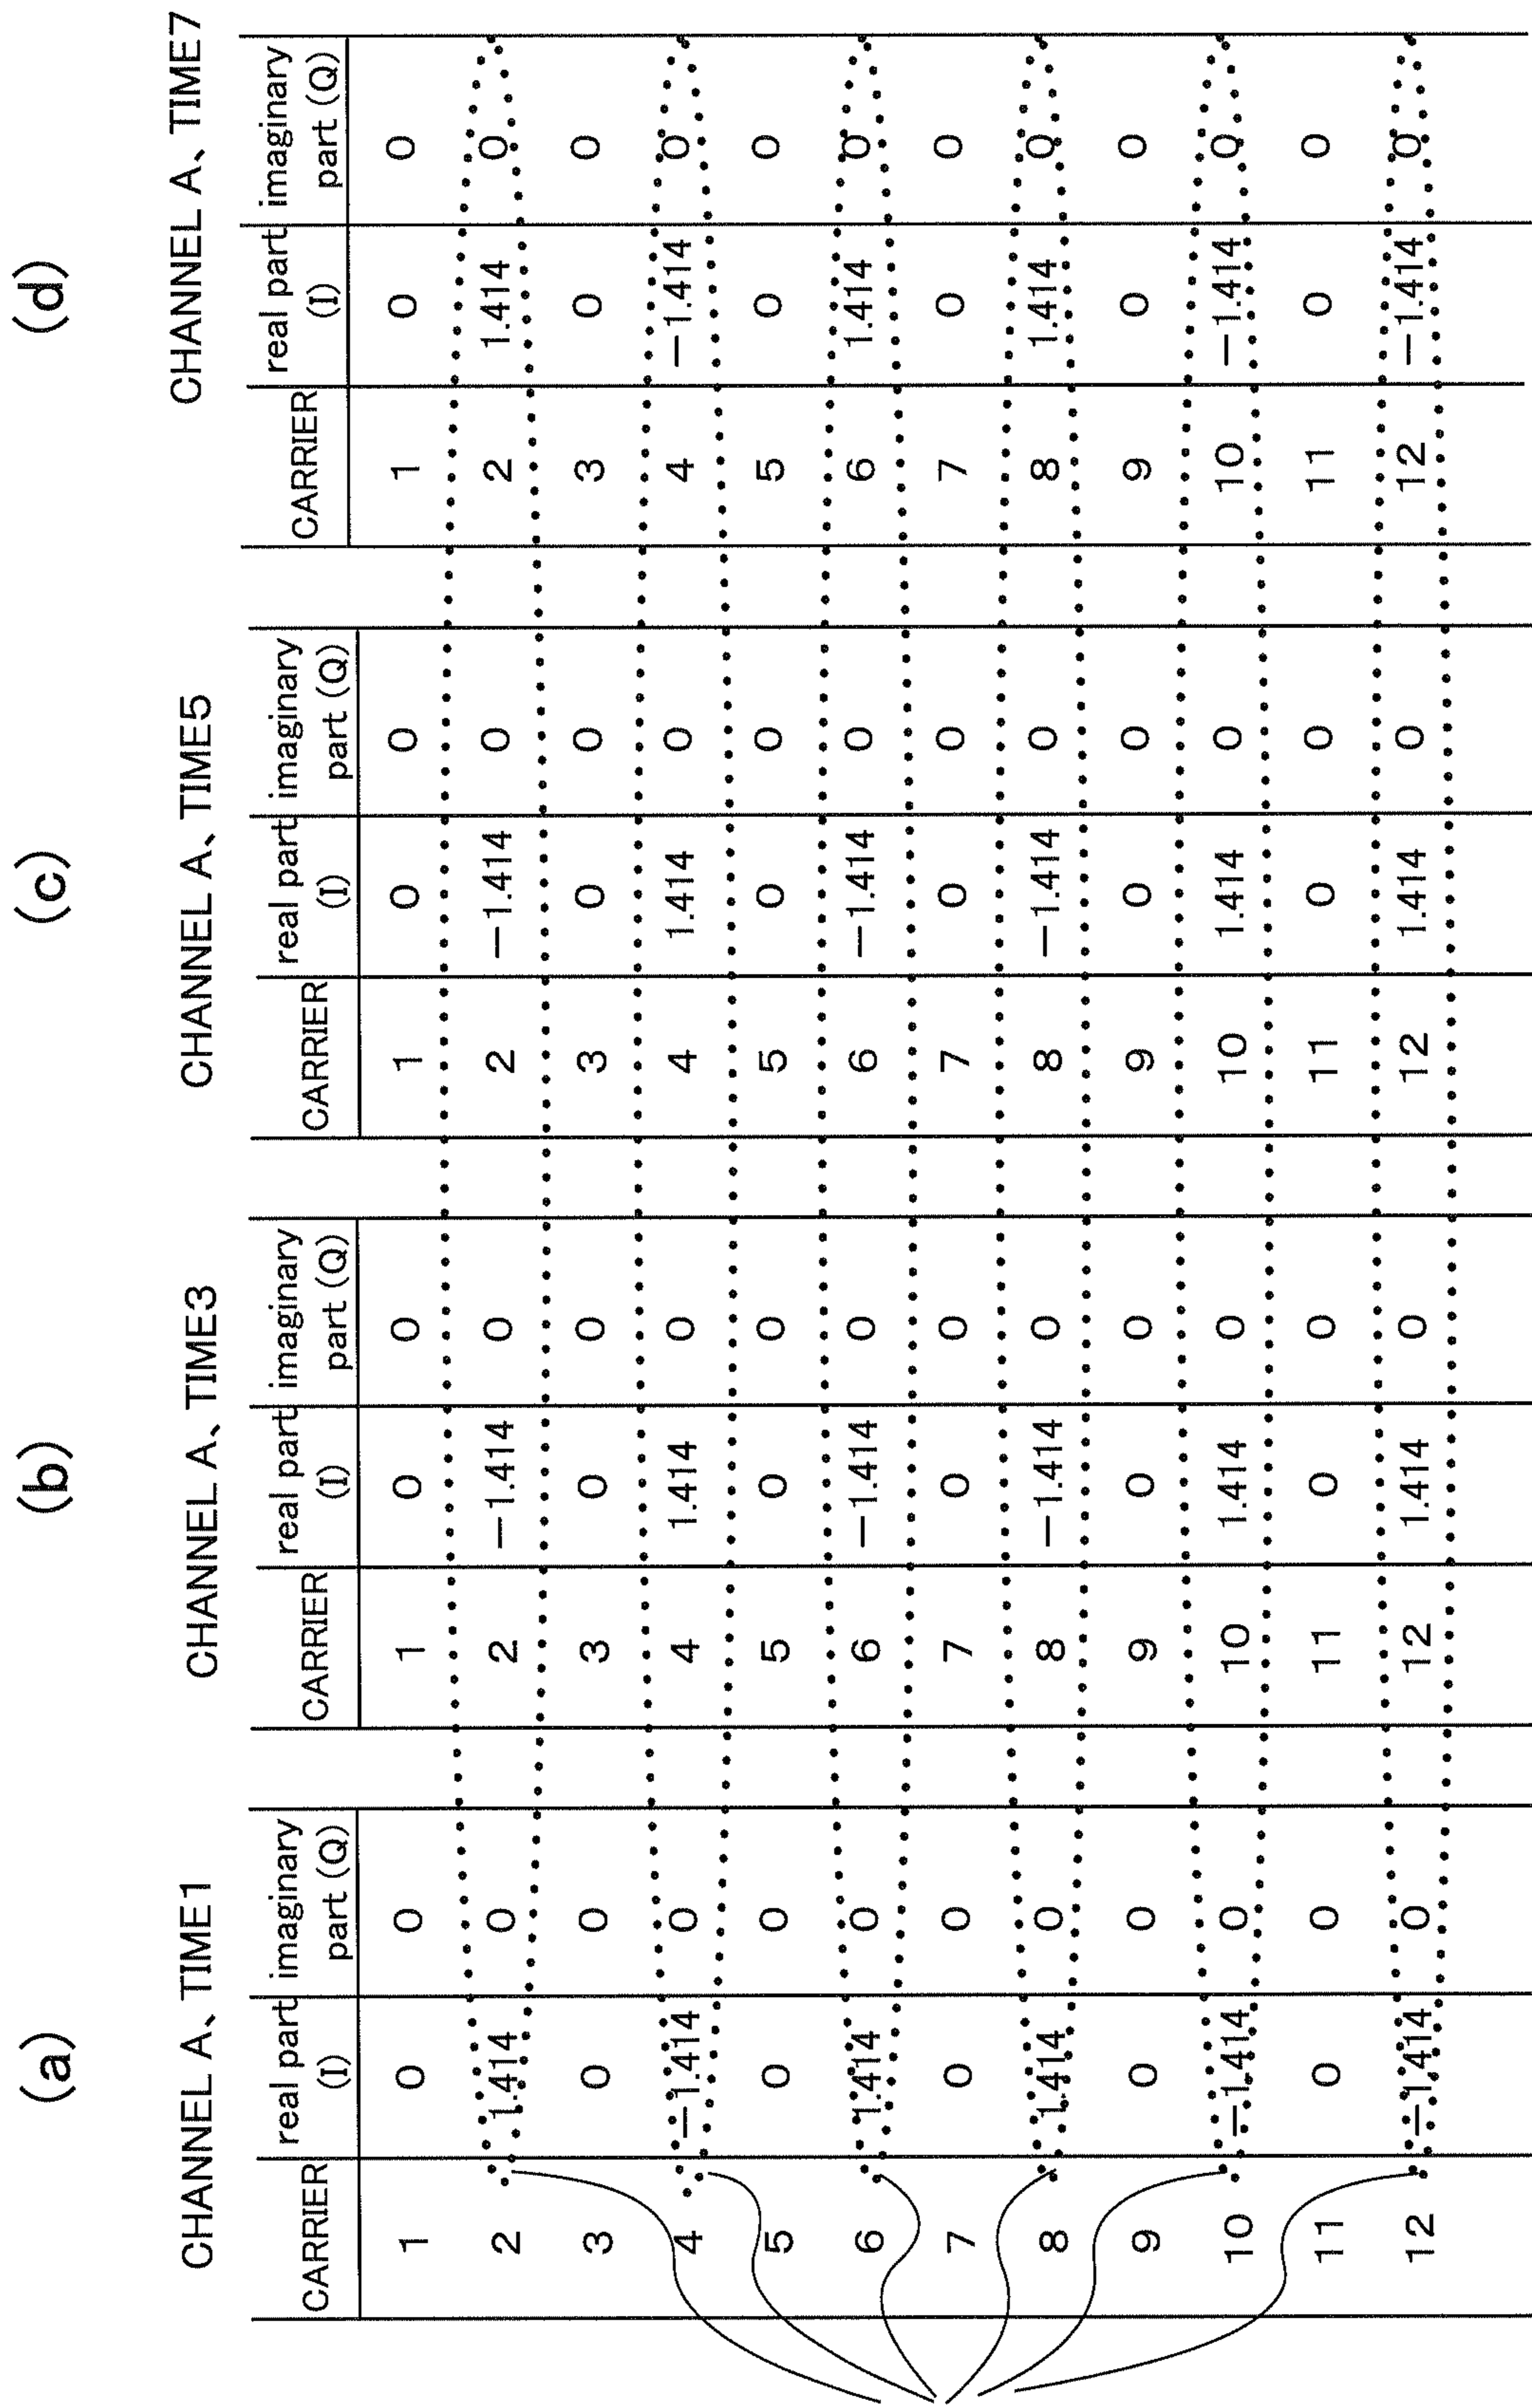 (a)
CHANNEL A、TIME1
CARRIER real part (I) imaginary part (Q)
1 0 0
2 1.414 0
3 0 0
4 −1.414 0
5 0 0
6 1.414 0
7 0 0
8 1.414 0
9 0 0
10 −1.414 0
11 0 0
12 −1.414 0
(b)
CHANNEL A、TIME3
CARRIER real part (I) imaginary part (Q)
1 0 0
2 −1.414 0
3 0 0
4 1.414 0
5 0 0
6 −1.414 0
7 0 0
8 −1.414 0
9 0 0
10 1.414 0
11 0 0
12 1.414 0
(c)
CHANNEL A、TIME5
CARRIER real part (I) imaginary part (Q)
1 0 0
2 −1.414 0
3 0 0
4 1.414 0
5 0 0
6 −1.414 0
7 0 0
8 −1.414 0
9 0 0
10 1.414 0
11 0 0
12 1.414 0
(d)
CHANNEL A、TIME7
CARRIER real part (I) imaginary part (Q)
1 0 0
2 1.414 0
3 0 0
4 −1.414 0
5 0 0
6 1.414 0
7 0 0
8 1.414 0
9 0 0
10 −1.414 0
11 0 0
12 −1.414 0